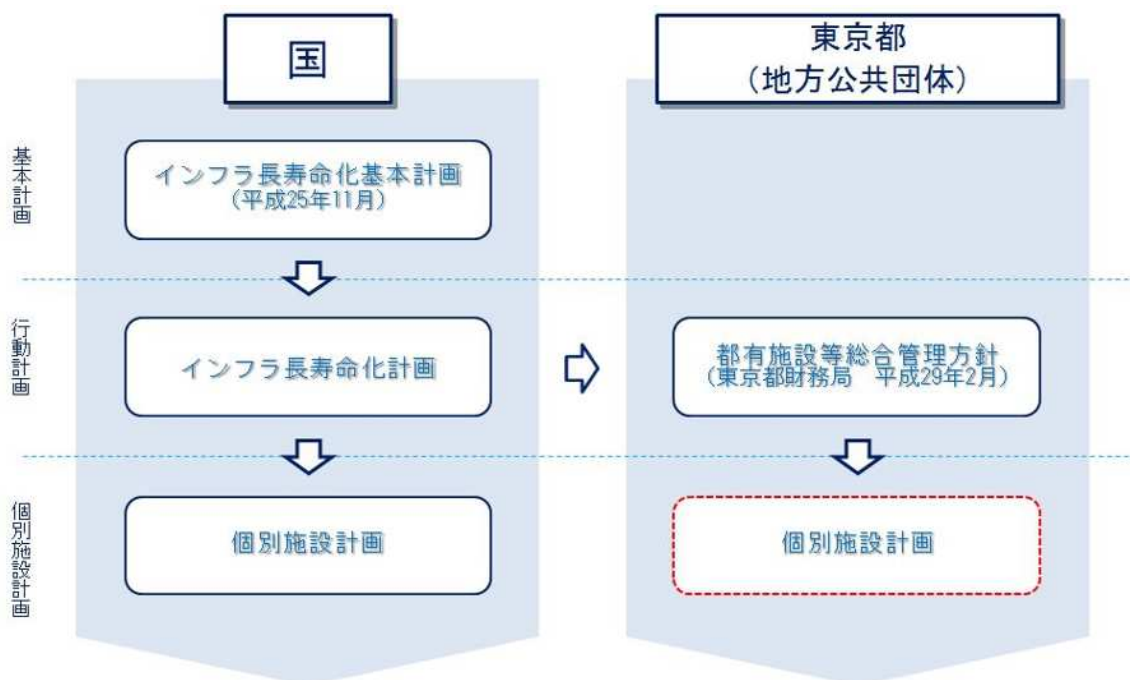 国
東京都
（地方公共団体）
基本計画
インフラ長寿命化基本計画
（平成25年11月）
行動計画
インフラ長寿命化計画
都有施設等総合管理方針
（東京都財務局　平成29年2月）
個別施設計画
個別施設計画
個別施設計画